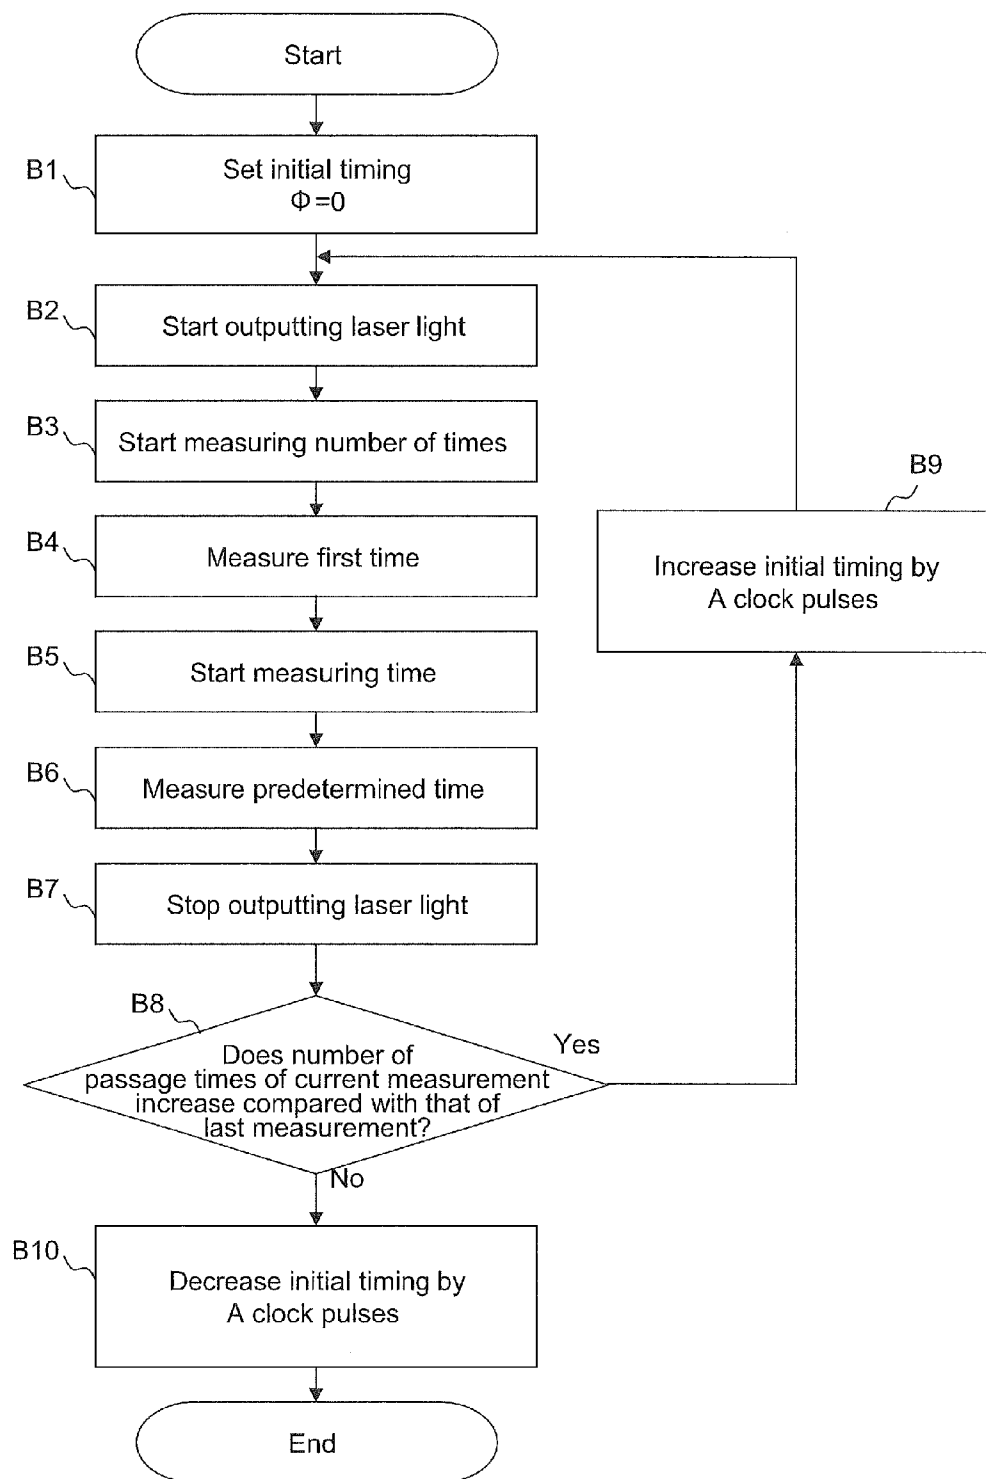 Start
B1
Set initial timing
Φ=0
B2
Start outputting laser light
B3
Start measuring number of times
B4
Measure first time
B5
Start measuring time
B6
Measure predetermined time
B7
Stop outputting laser light
B8
Does number of
passage times of current measurement
increase compared with that of
last measurement?
Yes
No
B9
Increase initial timing by
A clock pulses
B10
Decrease initial timing by
A clock pulses
End